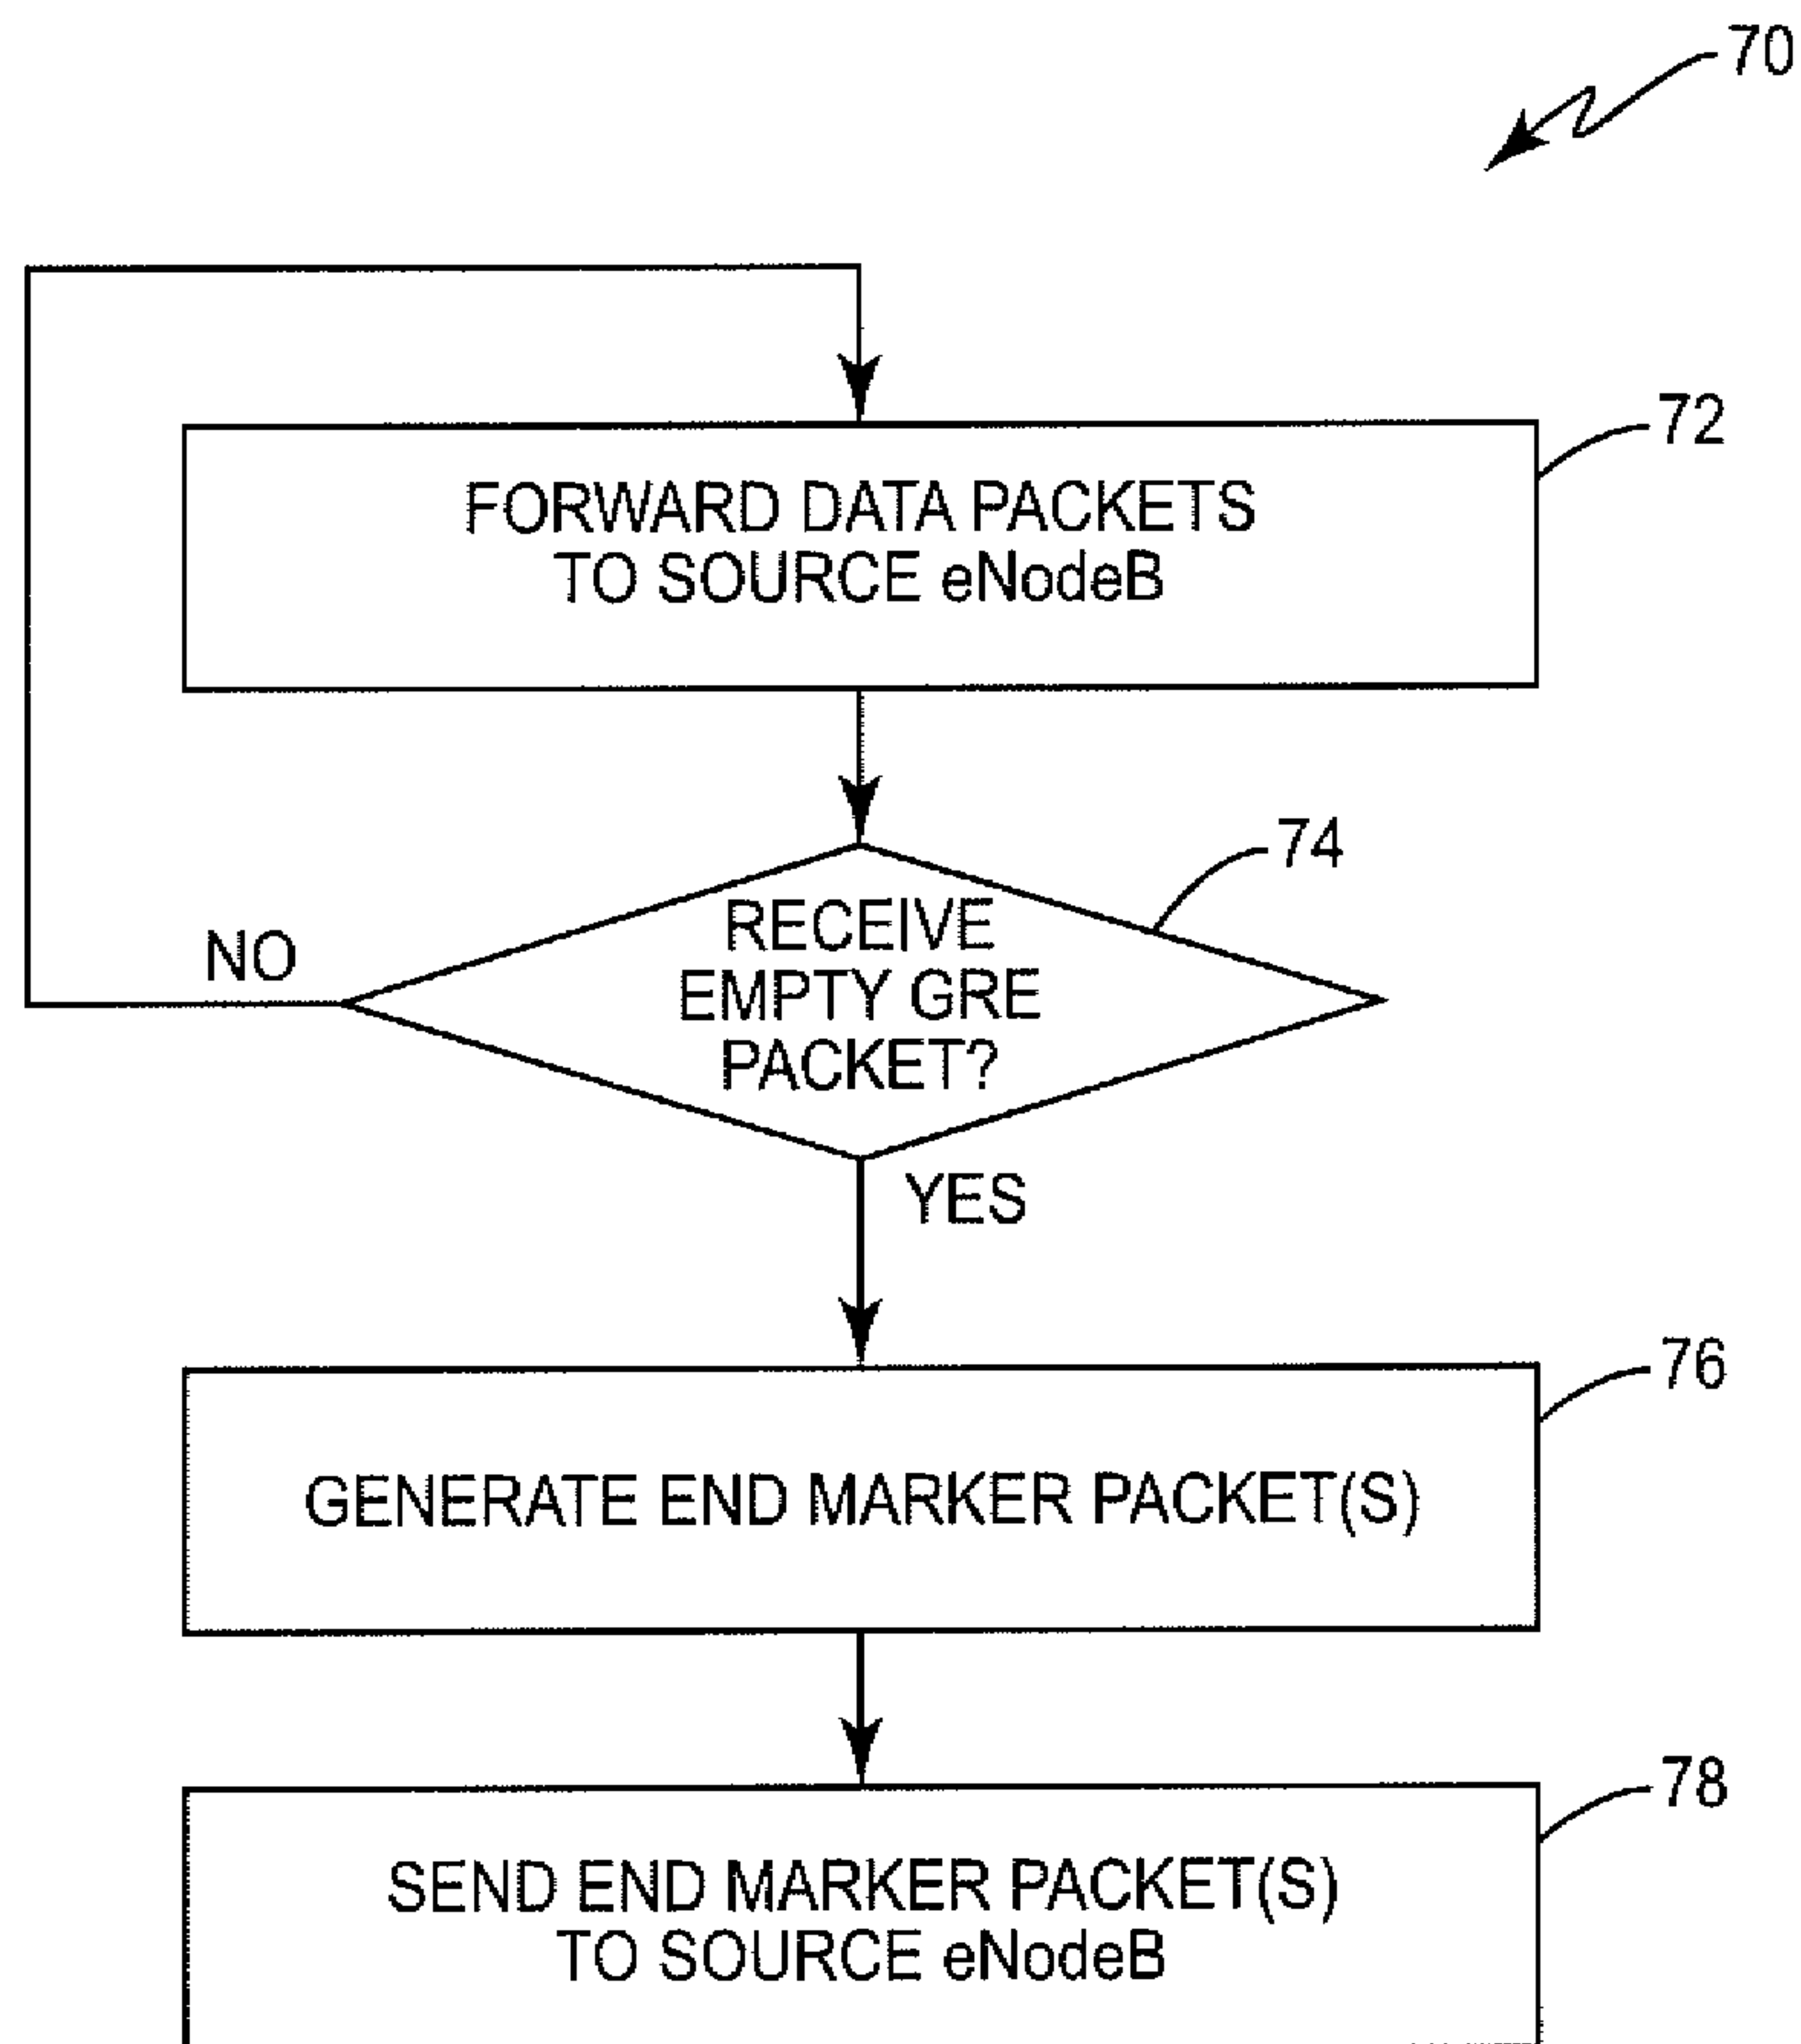 70
72
FORWARD DATA PACKETS
TO SOURCE eNodeB
74
RECEIVE
EMPTY GRE
PACKET?
NO
YES
76
GENERATE END MARKER PACKET(S)
78
SEND END MARKER PACKET(S)
TO SOURCE eNodeB